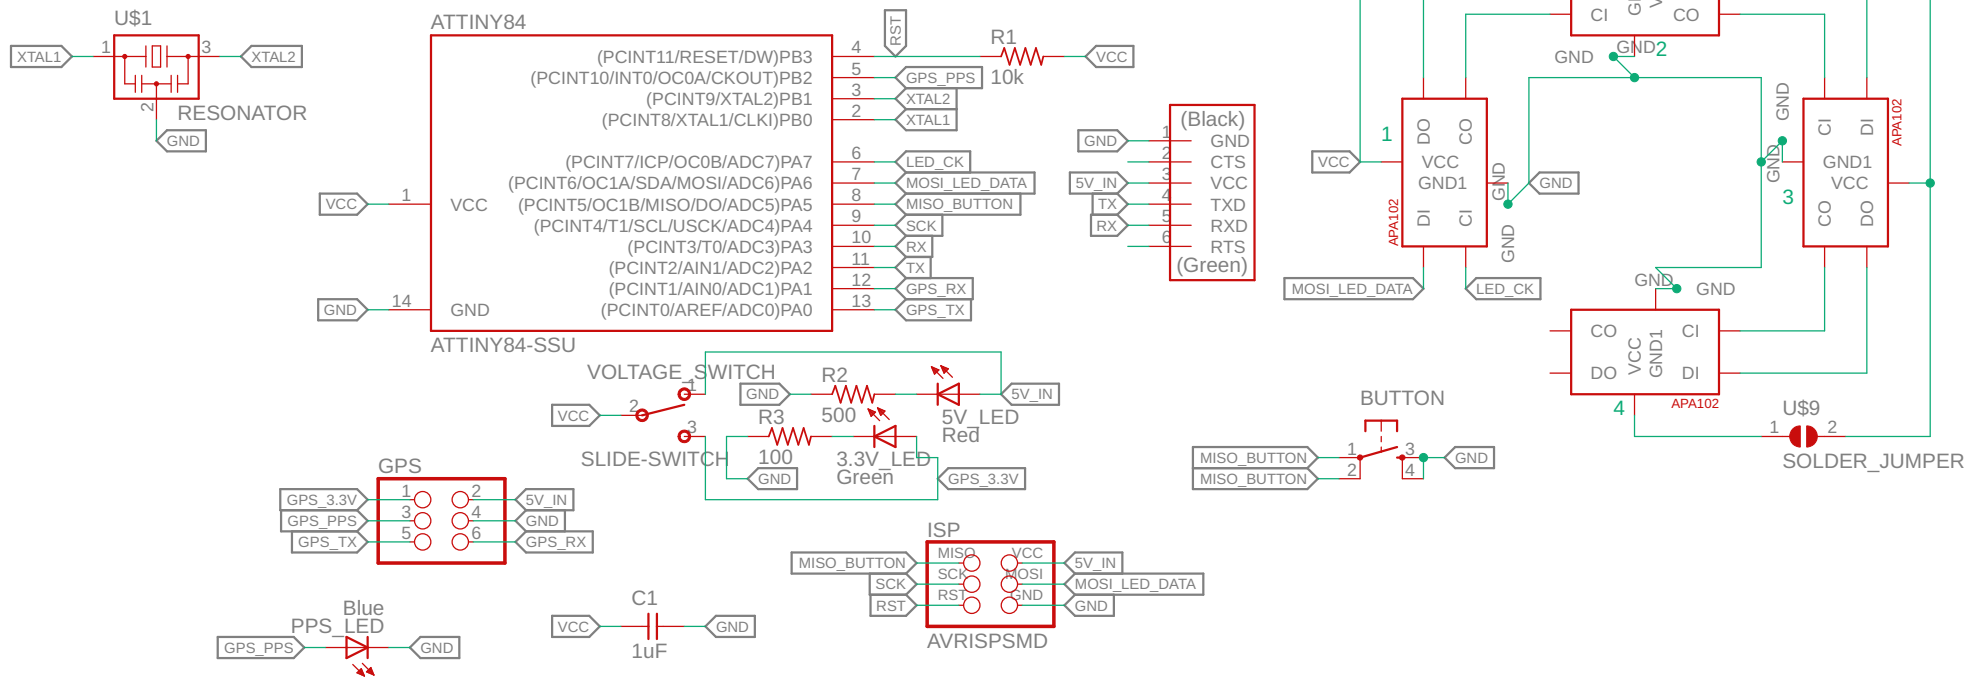 U$1
XTAL1
1
3
XTAL2
2
RESONATOR
GND
ATTINY84
(PCINT11/RESET/DW)PB3
4
RST
R1
10k
VCC
(PCINT10/INT0/OC0A/CKOUT)PB2
5
GPS_PPS
(PCINT9/XTAL2)PB1
3
XTAL2
(PCINT8/XTAL1/CLKI)PB0
2
XTAL1
(PCINT7/ICP/OC0B/ADC7)PA7
6
LED_CK
(PCINT6/OC1A/SDA/MOSI/ADC6)PA6
7
MOSI_LED_DATA
VCC
1
VCC
(PCINT5/OC1B/MISO/DO/ADC5)PA5
8
MISO_BUTTON
(PCINT4/T1/SCL/USCK/ADC4)PA4
9
SCK
(PCINT3/T0/ADC3)PA3
10
RX
(PCINT2/AIN1/ADC2)PA2
11
TX
(PCINT1/AIN0/ADC1)PA1
12
GPS_RX
GND
14
GND
(PCINT0/AREF/ADC0)PA0
13
GPS_TX
ATTINY84-SSU
(Black)
GND
1
GND
2
CTS
5V_IN
3
VCC
TX
4
TXD
RX
5
RXD
6
RTS
(Green)
CI
GND
CO
GND
GND
2
1
VCC
DO
CO
VCC
GND1
GND
GND
GND
APA102
DI
CI
MOSI_LED_DATA
LED_CK
GND
GND
CI
DI
APA102
GND1
VCC
3
CO
DO
GND
GND
CO
CI
VCC
GND1
DO
DI
4
APA102
U$9
1
2
SOLDER_JUMPER
VOLTAGE_SWITCH
1
VCC
2
3
SLIDE-SWITCH
GND
R2
500
5V_IN
5V_LED
Red
R3
100
GND
3.3V_LED
Green
GPS_3.3V
BUTTON
MISO_BUTTON
1
3
GND
MISO_BUTTON
2
4
GPS
GPS_3.3V
1
2
5V_IN
GPS_PPS
3
4
GND
GPS_TX
5
6
GPS_RX
ISP
MISO_BUTTON
MISO
VCC
5V_IN
SCK
SCK
MOSI
MOSI_LED_DATA
RST
RST
GND
GND
AVRISPSMD
Blue
PPS_LED
GPS_PPS
GND
C1
VCC
GND
1uF